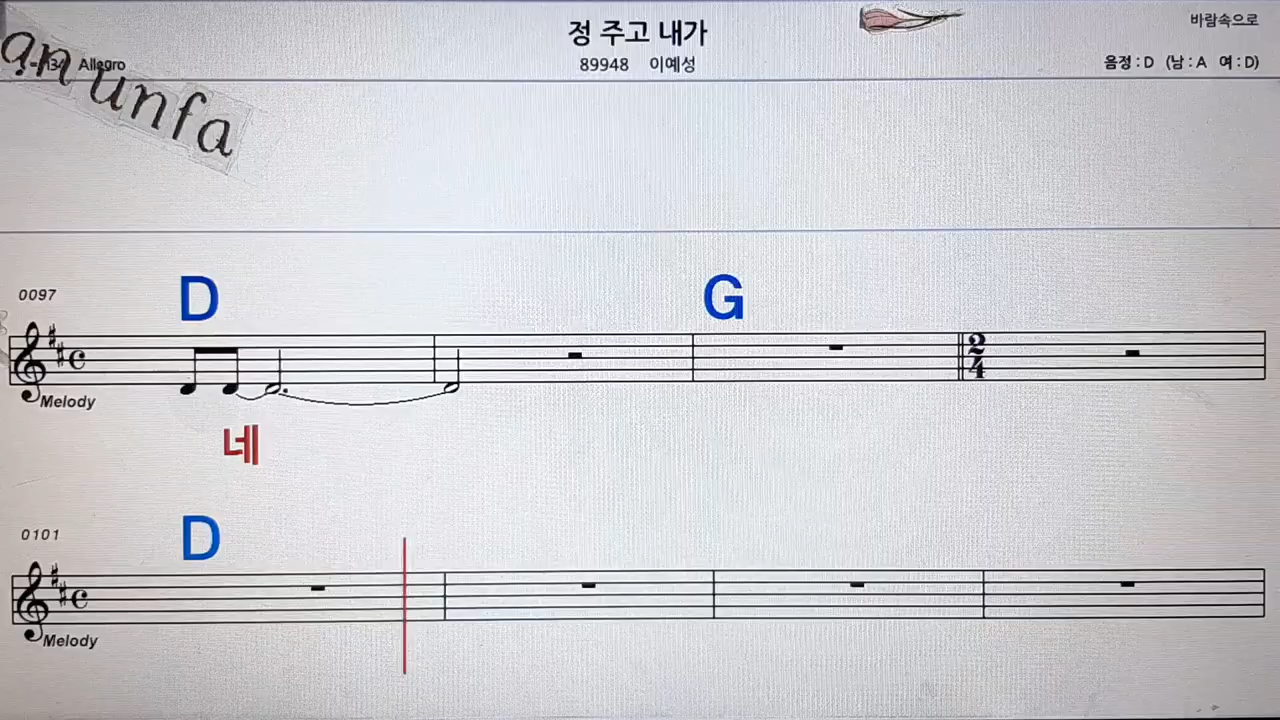 정 주고 내가
바람속으로
an unfa
Allegro
89948 이예성
음정 : D (남 : A 여 : D)
0097
D G
Melody
네
0101
D
Melody